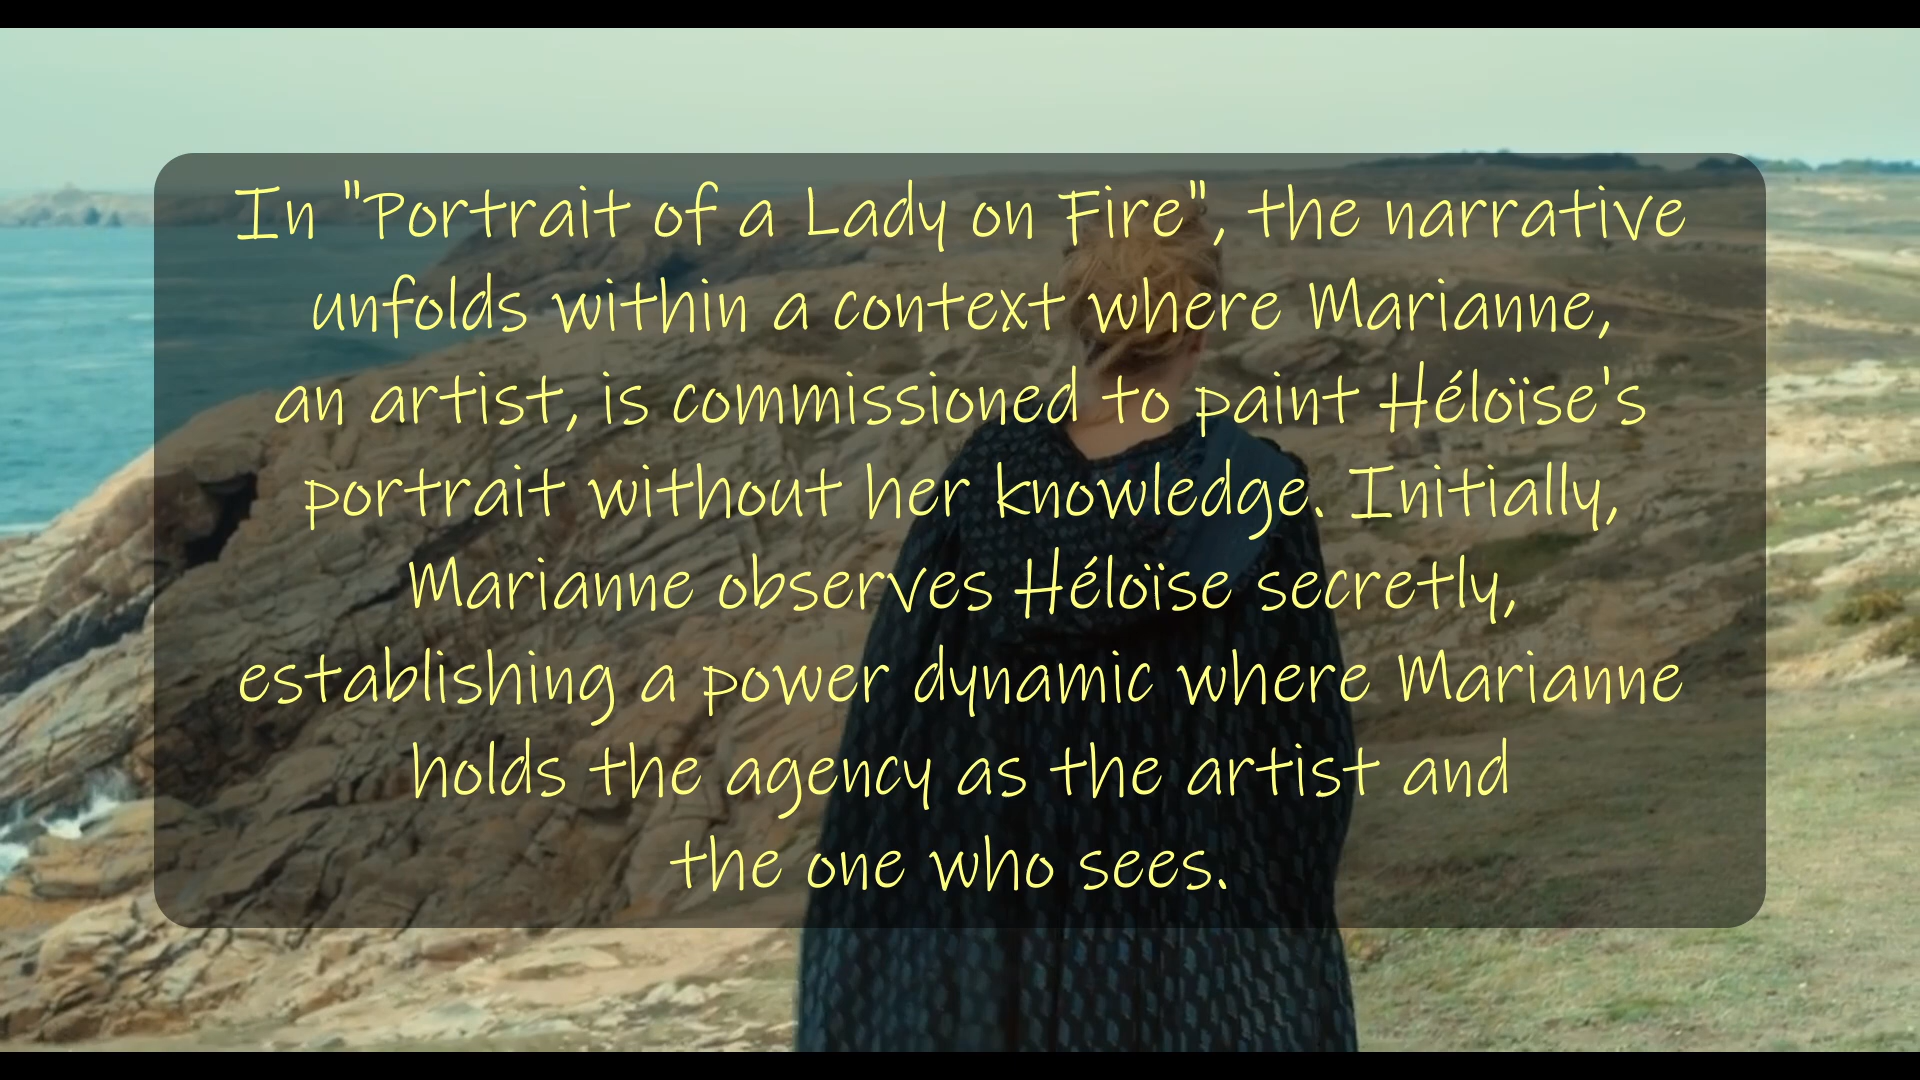 In "Portrait of a Lady on Fire", the narrative
unfolds within a context where Marianne,
an artist, is commissioned to paint Héloïse's
portrait without her knowledge. Initially,
Marianne observes Héloïse secretly,
establishing a power dynamic where Marianne
holds the agency as the artist and
the one who sees.